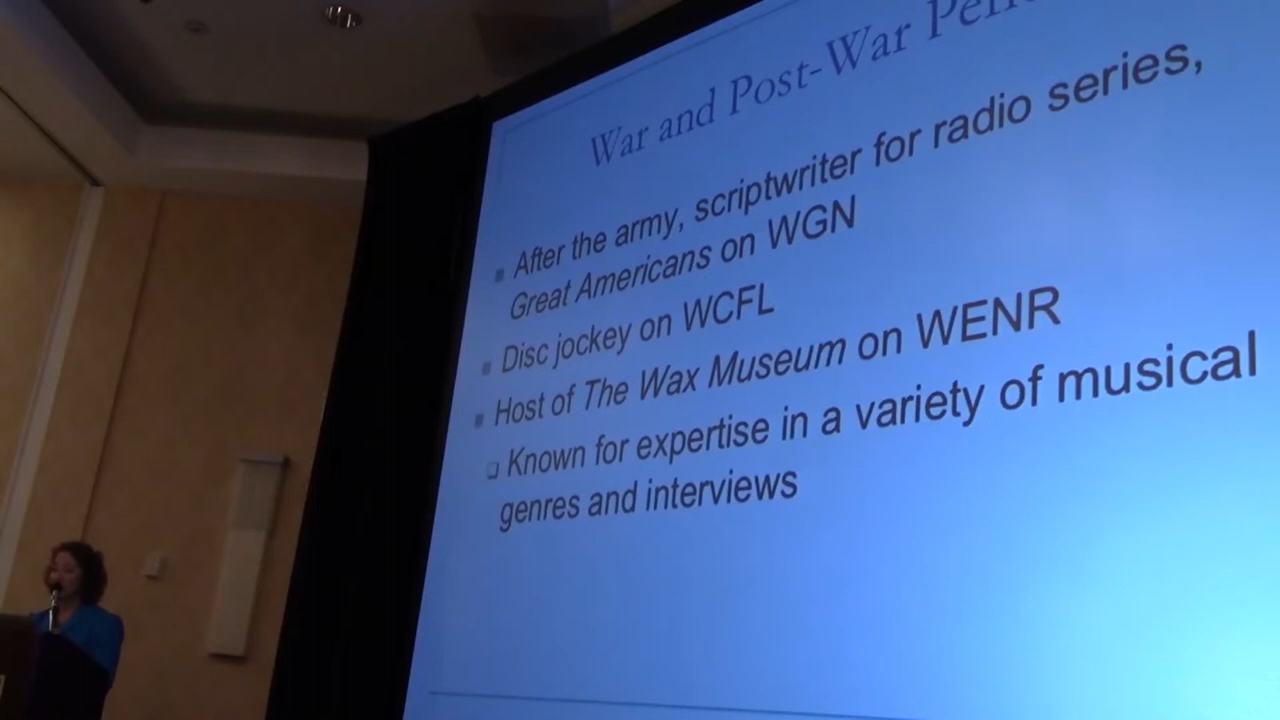 War and Post-War
After the army, scriptwriter for radio series,
Great Americans on WGN
Disc jockey on WCFL
Host of The Wax Museum on WENR
Known for expertise in a variety of musical
genres and interviews